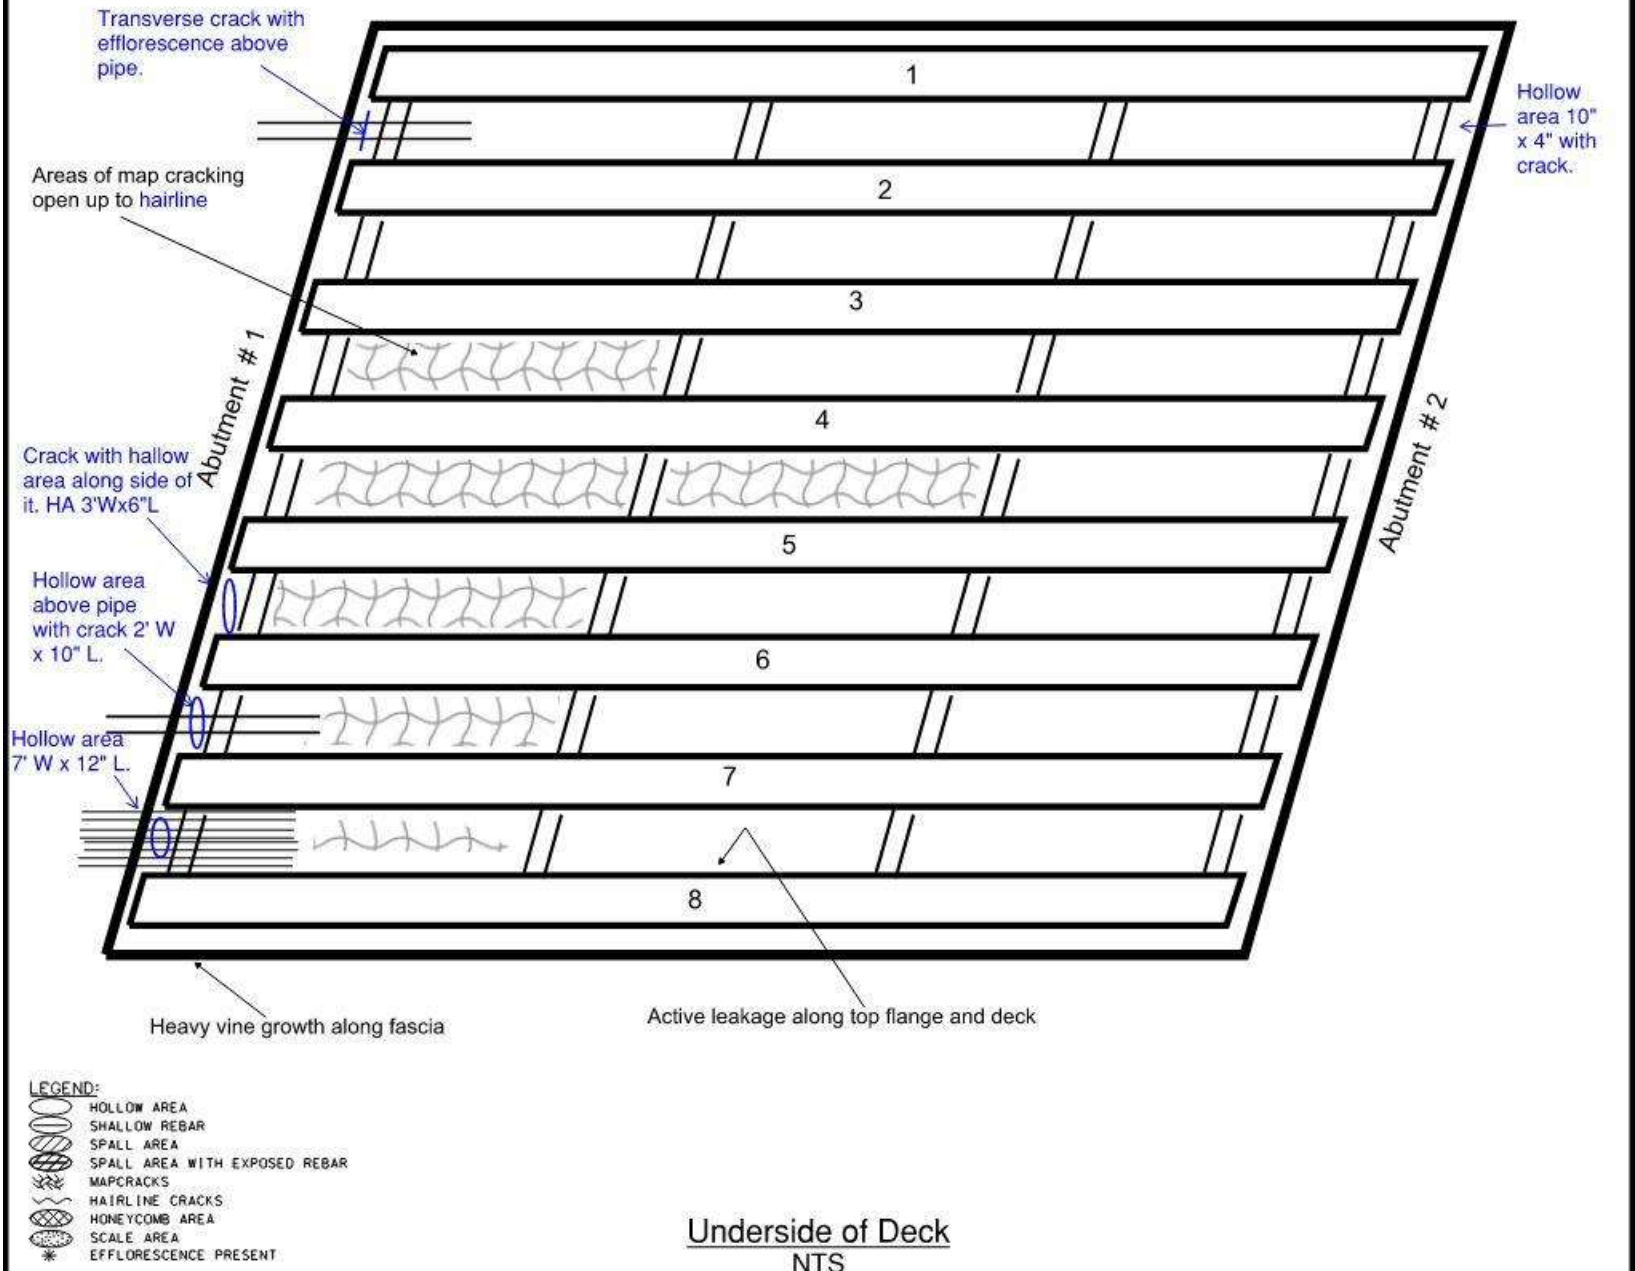 Transverse crack with
efflorescence above
pipe.
1
Hollow
area 10"
x 4" with
crack.
Areas of map cracking
open up to hairline
2
3
Abutment # 1
4
Abutment # 2
Crack with hallow
area along side of
it. HA 3'Wx6"L
5
Hollow area
above pipe
with crack 2' W
x 10" L.
6
Hollow area
7' W x 12" L.
7
8
Heavy vine growth along fascia
Active leakage along top flange and deck
LEGEND:
HOLLOW AREA
SHALLOW REBAR
SPALL AREA
SPALL AREA WITH EXPOSED REBAR
MAPCRACKS
HAIRLINE CRACKS
HONEYCOMB AREA
SCALE AREA
EFFLORESCENCE PRESENT
Underside of Deck
NTS